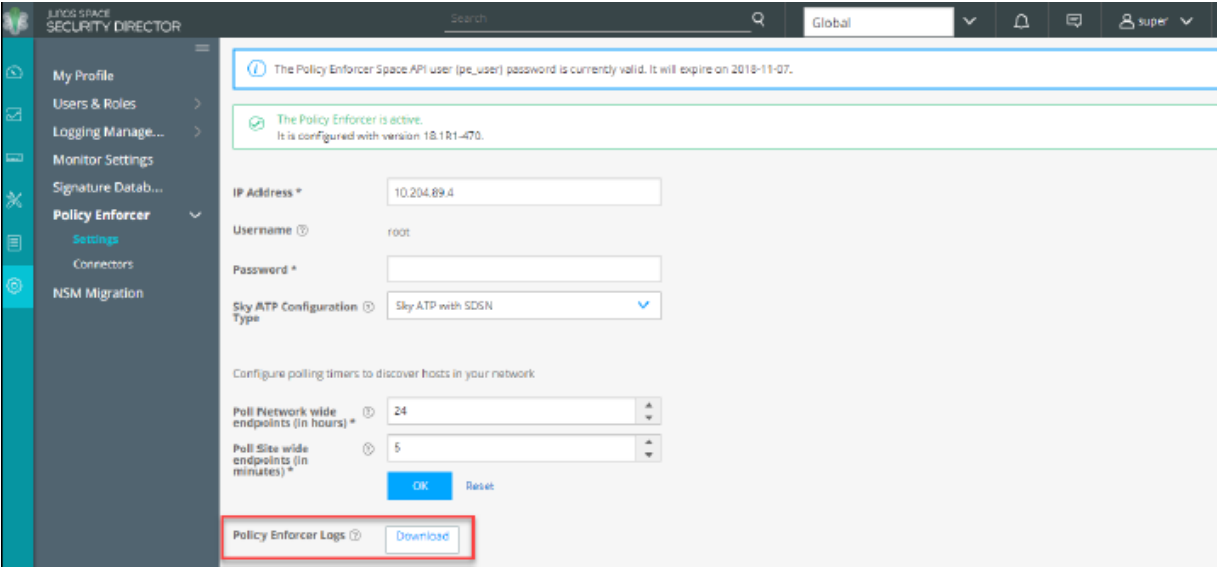 JUNOS SPACE
SECURITY DIRECTOR
Search
Global
super
My Profile
Users & Roles
Logging Manage...
Monitor Settings
Signature Datab...
Policy Enforcer
Settings
Connectors
NSM Migration
The Policy Enforcer Space API user (pe_user) password is currently valid. It will expire on 2018-11-07.
The Policy Enforcer is active.
It is configured with version 18.1R1-470.
IP Address *
10.204.89.4
Username
root
Password *
Sky ATP Configuration
Type
Sky ATP with SDSN
Configure polling timers to discover hosts in your network
Poll Network wide
endpoints (in hours) *
24
Poll Site wide
endpoints (in
minutes) *
5
OK
Reset
Policy Enforcer Logs
Download